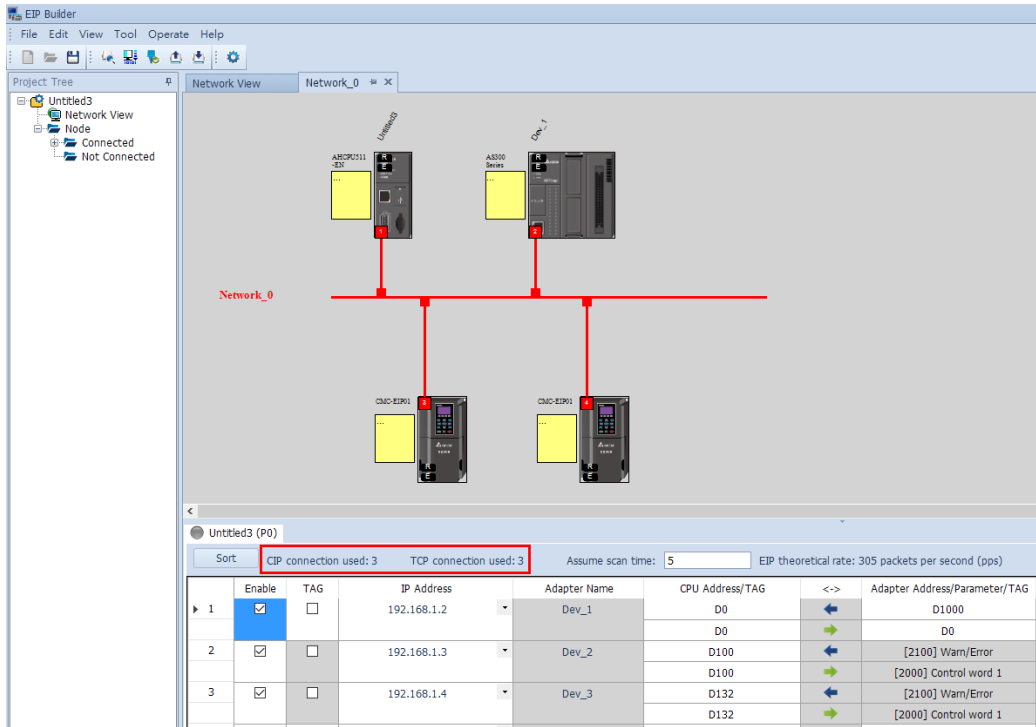 EIP Builder
File Edit View Tool Operate Help
Project Tree
Network View Network_0
Untitled3
Network View
Node
Connected
Not Connected
Untitled3 Dev_1
AHCPU511
-EN
R
E
...
1
AS300
Series
R
E
...
2
Network_0
CMC-EIP01
3
...
R
E
CMC-EIP01
4
...
R
E
Untitled3 (P0)
Sort CIP connection used: 3 TCP connection used: 3 Assume scan time: 5 EIP theoretical rate: 305 packets per second (pps)
Enable TAG IP Address Adapter Name CPU Address/TAG <-> Adapter Address/Parameter/TAG
1 192.168.1.2 Dev_1 D0 D1000
D0 D0
2 192.168.1.3 Dev_2 D100 [2100] Warn/Error
D100 [2000] Control word 1
3 192.168.1.4 Dev_3 D132 [2100] Warn/Error
D132 [2000] Control word 1